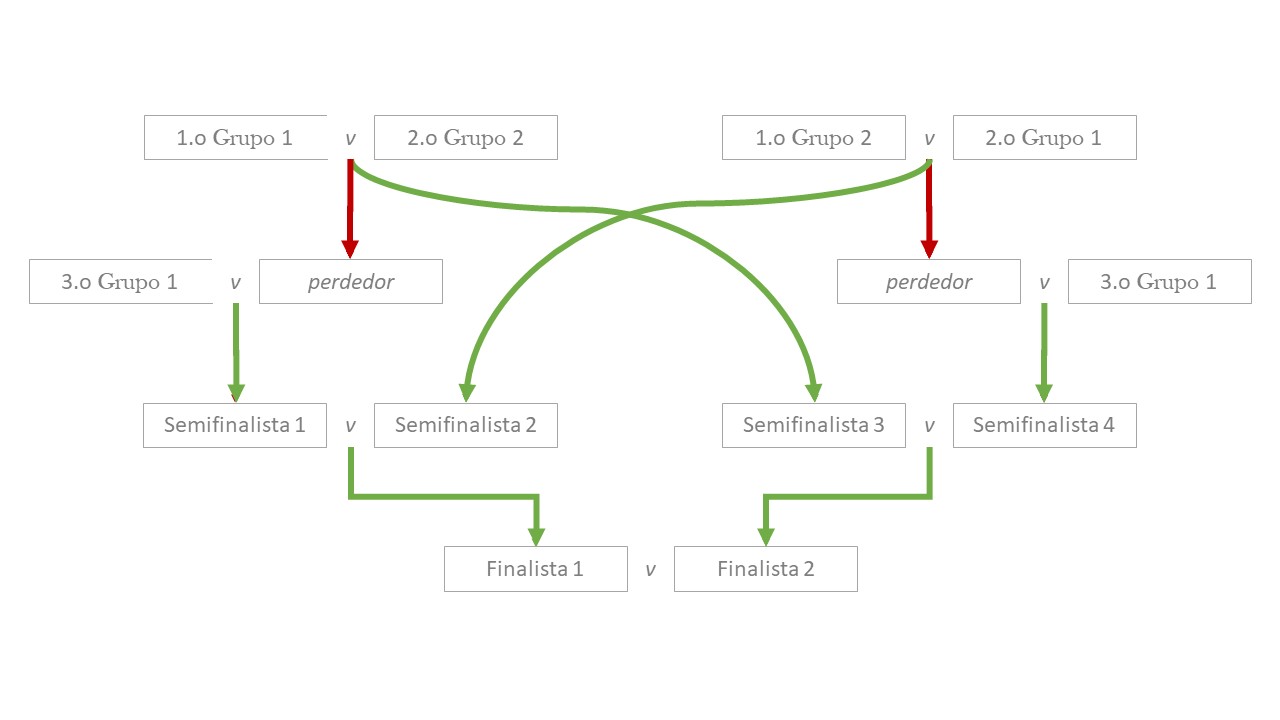 1.o Grupo 1 v 2.o Grupo 2 1.o Grupo 2 v 2.o Grupo 1
3.o Grupo 1 v perdedor perdedor v 3.o Grupo 1
Semifinalista 1 v Semifinalista 2 Semifinalista 3 v Semifinalista 4
Finalista 1 v Finalista 2